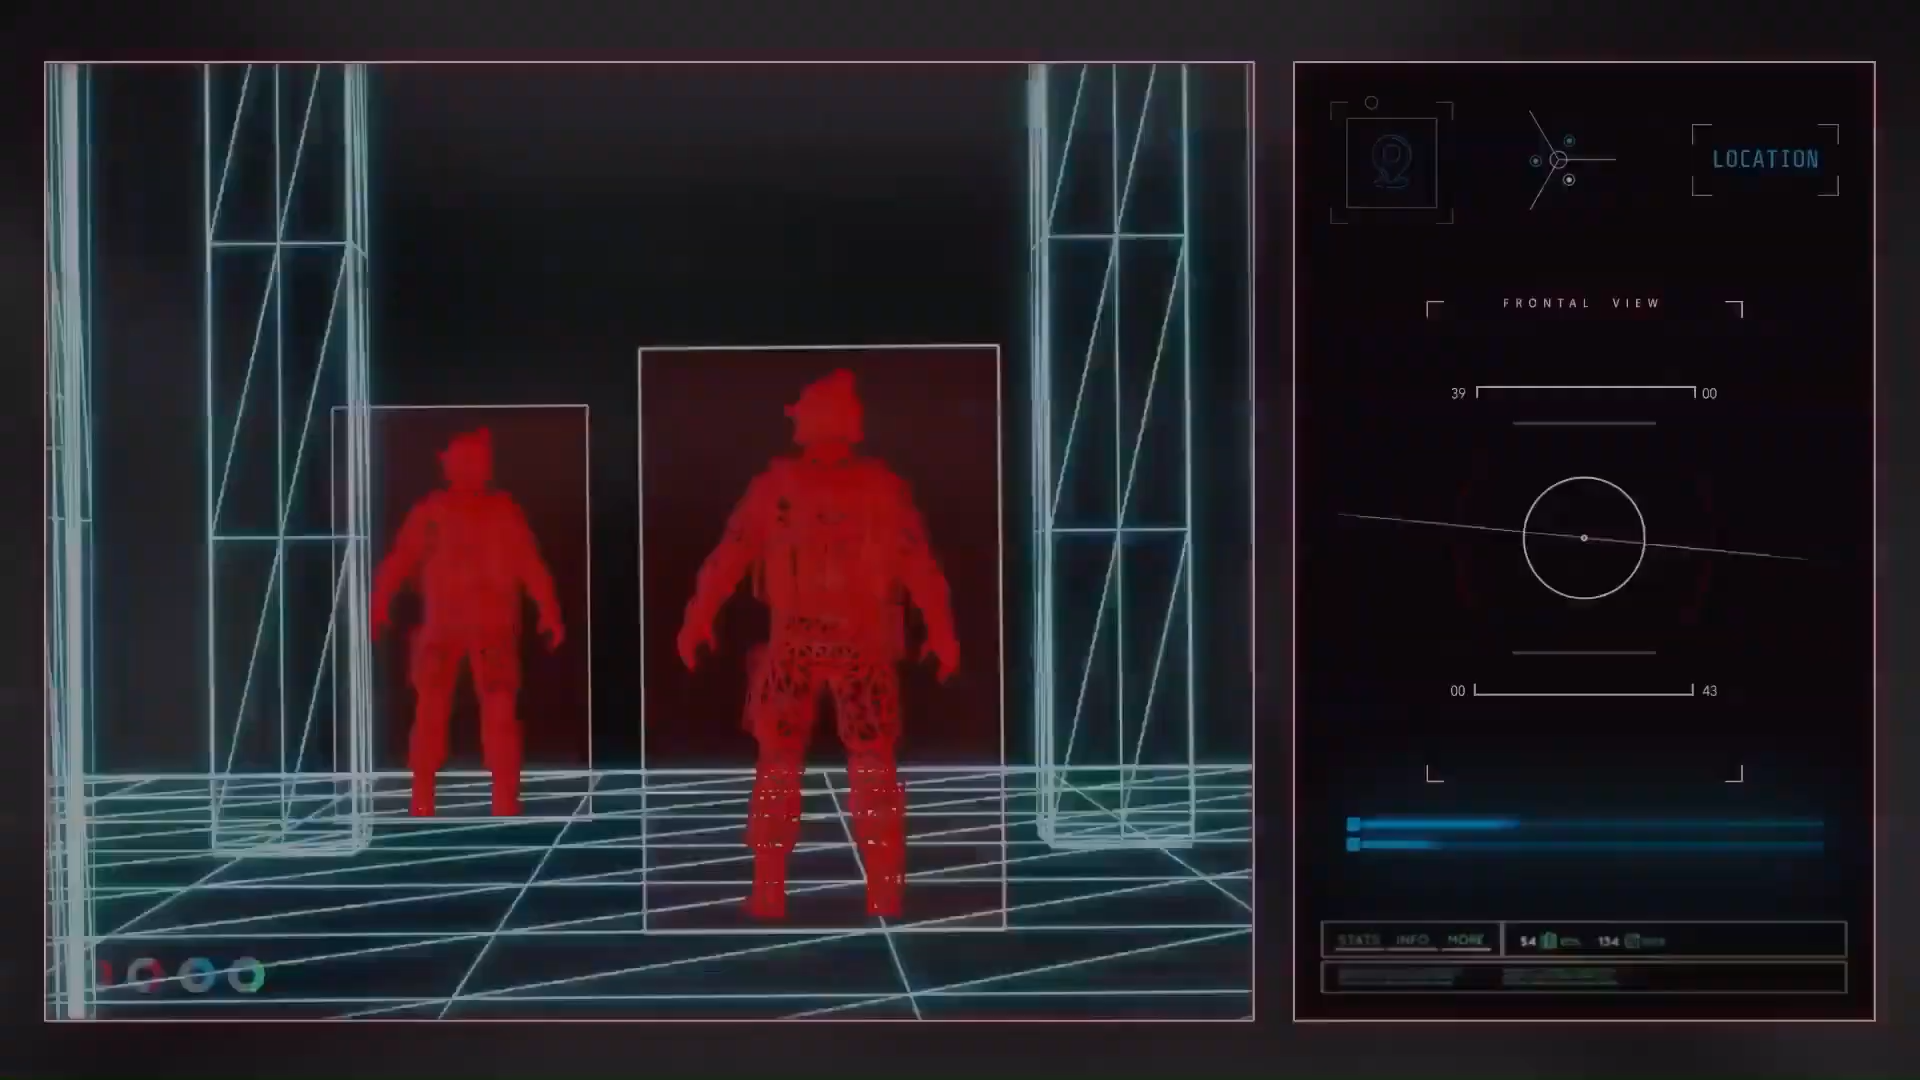 LOCATION
FRONTAL VIEW
39 00
00 43
STATS INFO MORE 54 134